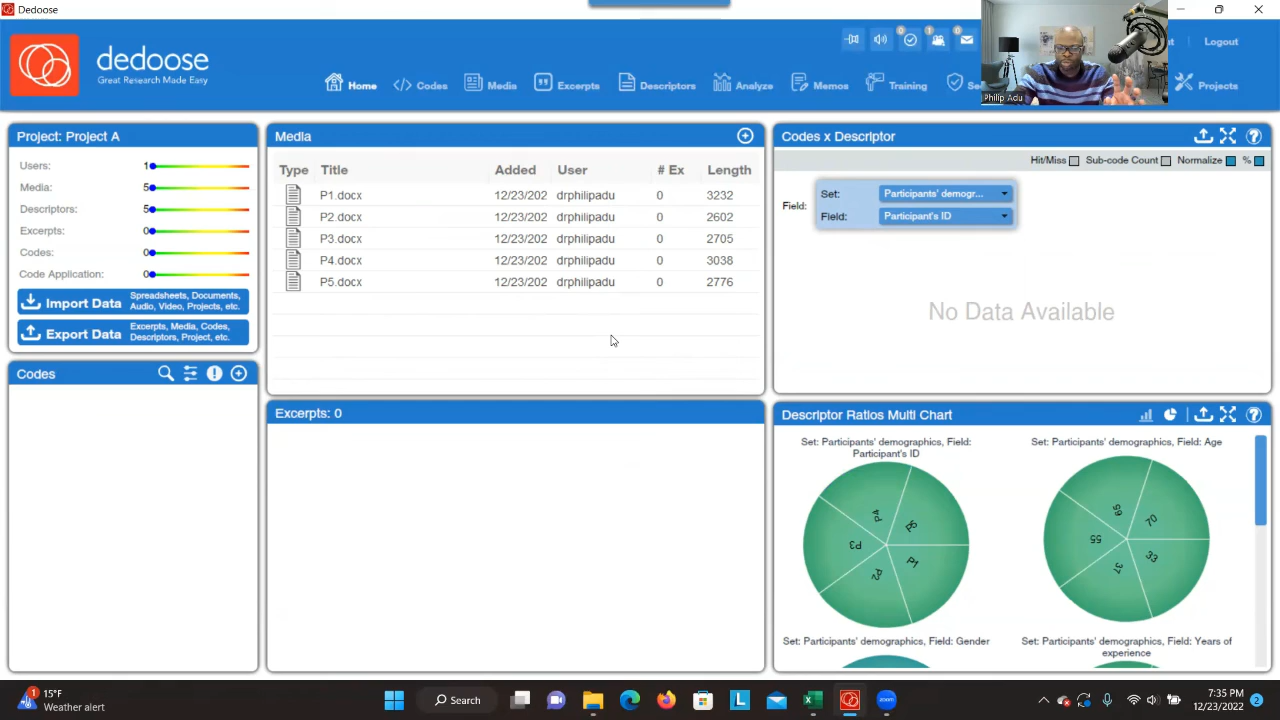 Dedoose
dedoose
Great Research Made Easy
0
1
0
Logout
Home
Codes
Media
Excerpts
Descriptors
Analyze
Memos
Training
Projects
Philip Adu
Project: Project A
Users: 1
Media: 5
Descriptors: 5
Excerpts: 0
Codes: 0
Code Application: 0
Import Data Spreadsheets, Documents, Audio, Video, Projects, etc.
Export Data Excerpts, Media, Codes, Descriptors, Project, etc.
Codes
Media
Type Title Added User # Ex Length
P1.docx 12/23/202 drphilipadu 0 3232
P2.docx 12/23/202 drphilipadu 0 2602
P3.docx 12/23/202 drphilipadu 0 2705
P4.docx 12/23/202 drphilipadu 0 3038
P5.docx 12/23/202 drphilipadu 0 2776
Excerpts: 0
Codes x Descriptor
Hit/Miss Sub-code Count Normalize %
Field:
Set: Participants' demogr...
Field: Participant's ID
No Data Available
Descriptor Ratios Multi Chart
Set: Participants' demographics, Field:
Participant's ID
P4
P5
P3
P2
P1
Set: Participants' demographics, Field: Age
70
55
37
33
Set: Participants' demographics, Field: Gender
Set: Participants' demographics, Field: Years of
experience
1
15°F
Weather alert
Search
zoom
7:35 PM
12/23/2022
2